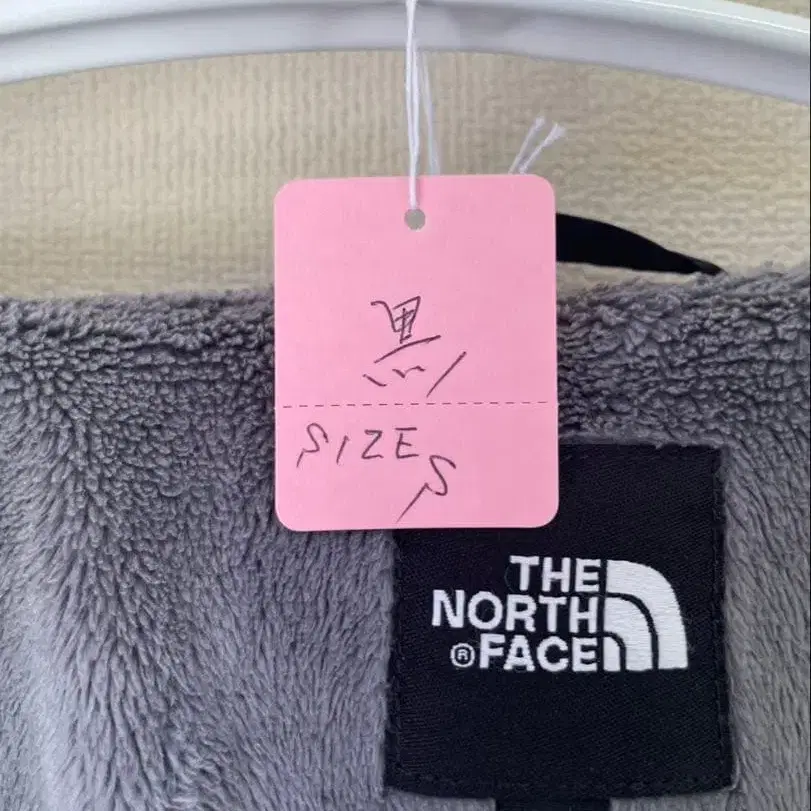 黒
SIZE S
THE
NORTH
®FACE